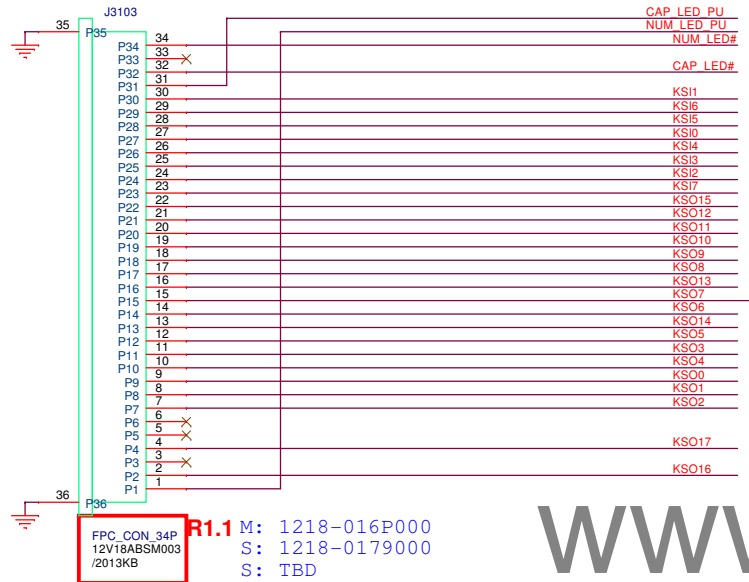 J3103
CAP_LED_PU
35 P35
NUM_LED_PU
P34 34 NUM_LED#
P33 33
P32 32 CAP_LED#
P31 31
P30 30 KSI1
P29 29 KSI6
P28 28 KSI5
P27 27 KSI0
P26 26 KSI4
P25 25 KSI3
P24 24 KSI2
P23 23 KSI7
P22 22 KSO15
P21 21 KSO12
P20 20 KSO11
P19 19 KSO10
P18 18 KSO9
P17 17 KSO8
P16 16 KSO13
P15 15 KSO7
P14 14 KSO6
P13 13 KSO14
P12 12 KSO5
P11 11 KSO3
P10 10 KSO4
P9 9 KSO0
P8 8 KSO1
P7 7 KSO2
P6 6
P5 5
P4 4 KSO17
P3 3
P2 2 KSO16
P1 1
36 P36
FPC_CON_34P
12V18ABSM003
/2013KB
R1.1 M: 1218-016P000
S: 1218-0179000
S: TBD